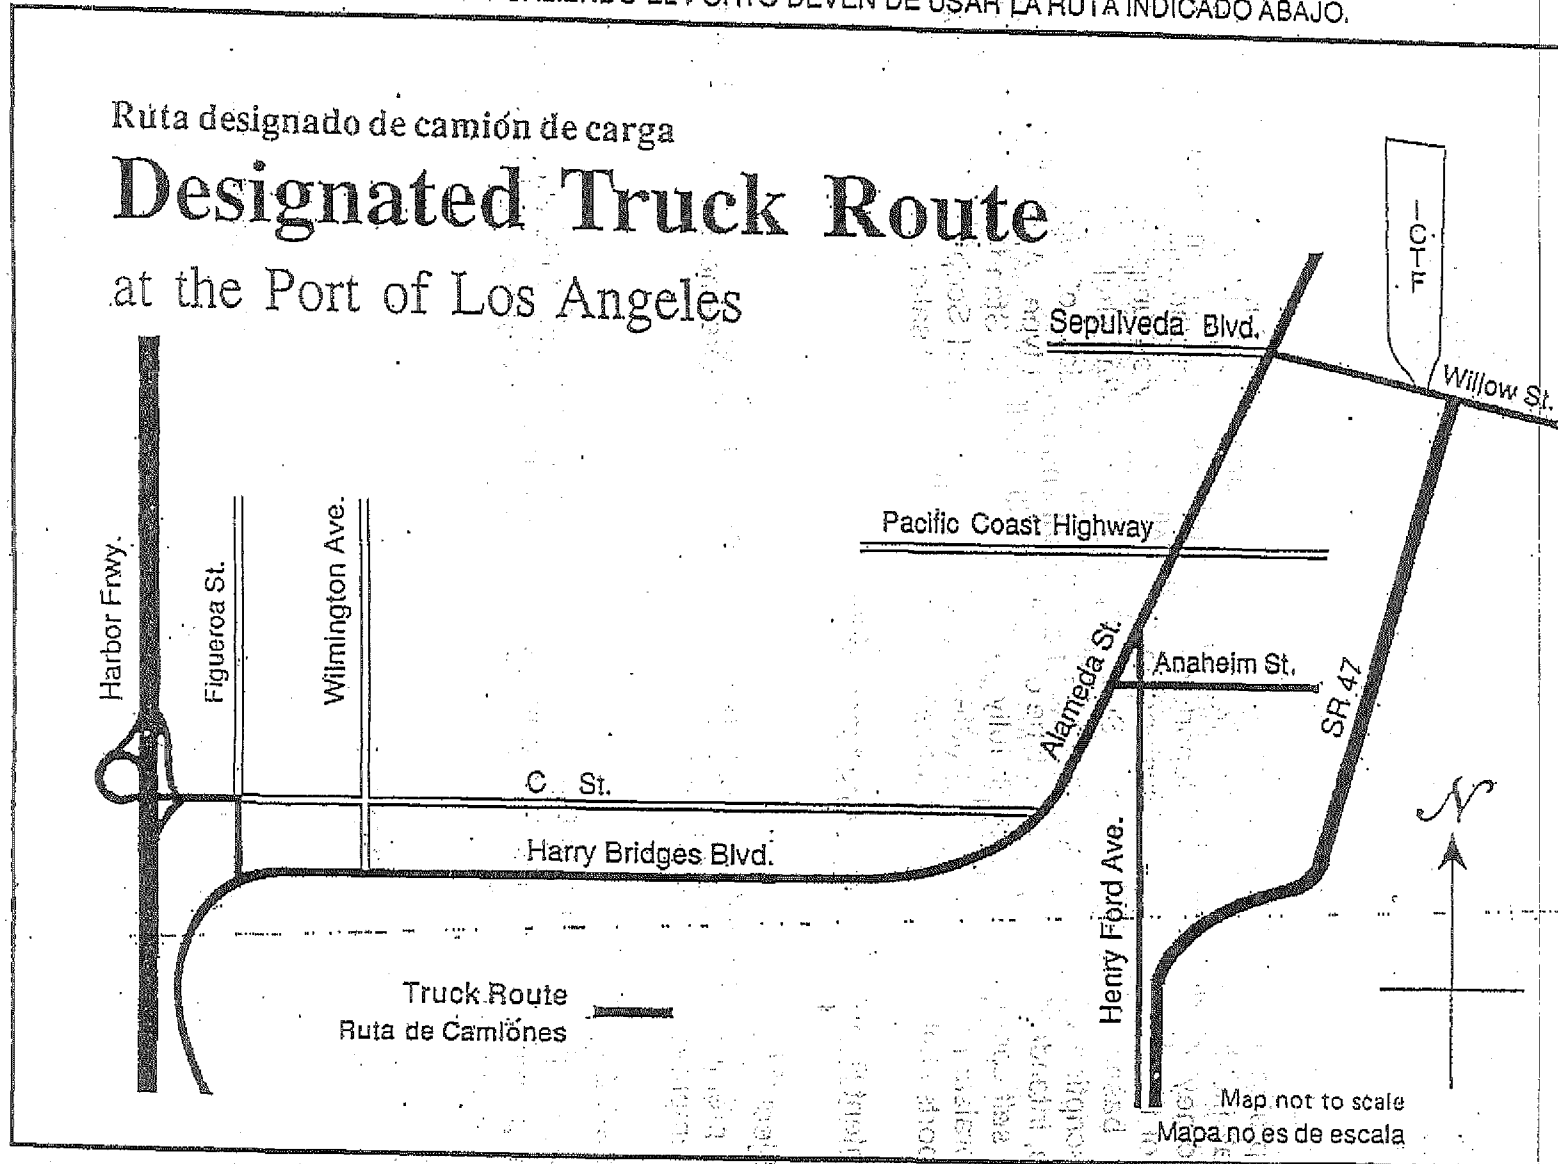 DEVEN DE USAR LA RUTA INDICADO ABAJO.
Ruta designado de camión de carga
Designated Truck Route
at the Port of Los Angeles
ICTF
Sepulveda Blvd.
Willow St.
Pacific Coast Highway
Harbor Frwy.
Figueroa St.
Wilmington Ave.
Alameda St.
Anaheim St.
SR 47
C St.
Harry Bridges Blvd.
Henry Ford Ave.
N
Truck Route
Ruta de Camiónes
Map not to scale
Mapa no es de escala